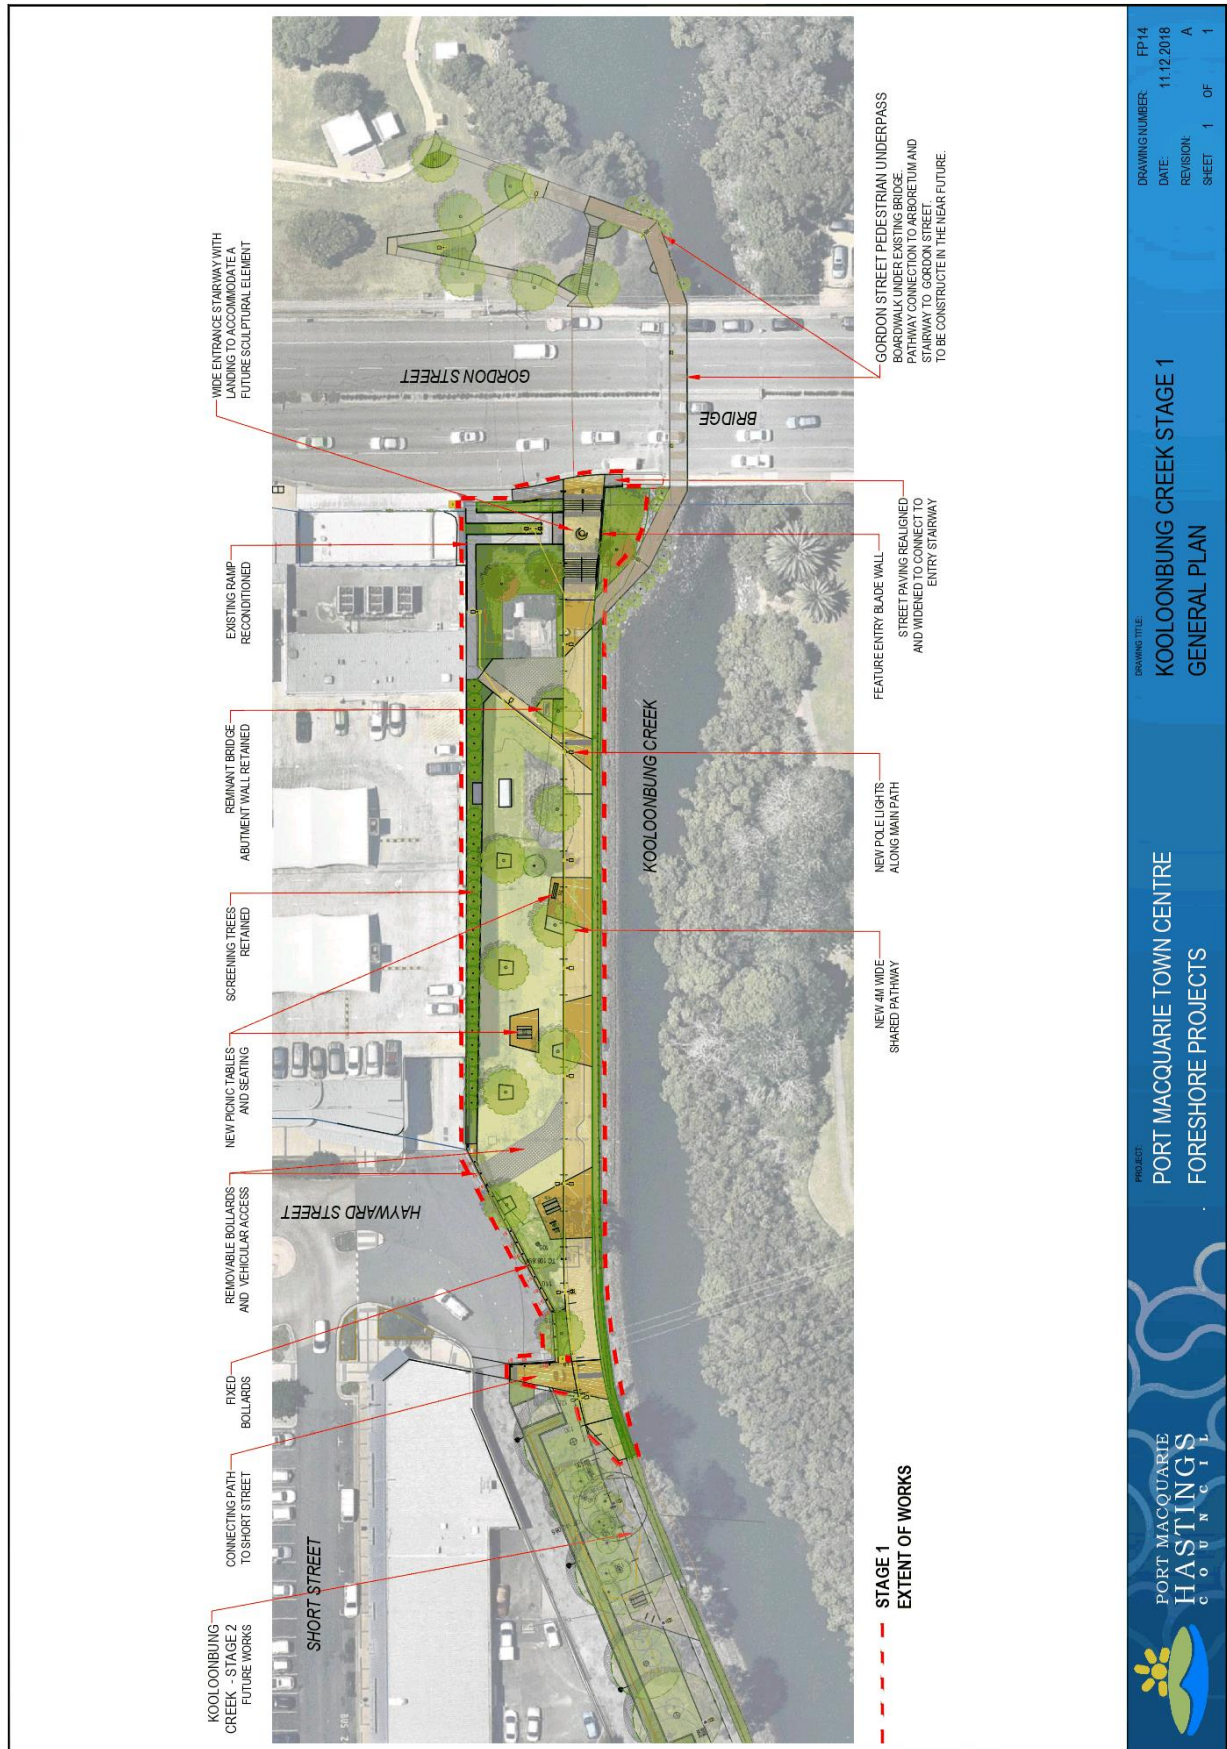 KOOLOONBUNG
CREEK - STAGE 2
FUTURE WORKS
CONNECTING PATH
TO SHORT STREET
FIXED
BOLLARDS
REMOVABLE BOLLARDS
AND VEHICULAR ACCESS
NEW PICNIC TABLES
AND SEATING
SCREENING TREES
RETAINED
REMNANT BRIDGE
ABUTMENT WALL RETAINED
EXISTING RAMP
RECONDITIONED
WIDE ENTRANCE STAIRWAY WITH
LANDING TO ACCOMMODATE A
FUTURE SCULPTURAL ELEMENT
SHORT STREET
HAYWARD STREET
GORDON STREET
BRIDGE
KOOLOONBUNG CREEK
STAGE 1
EXTENT OF WORKS
NEW 4M WIDE
SHARED PATHWAY
NEW POLE LIGHTS
ALONG MAIN PATH
FEATURE ENTRY BLADE WALL
STREET PAVING REALIGNED
AND WIDENED TO CONNECT TO
ENTRY STAIRWAY
GORDON STREET PEDESTRIAN UNDERPASS
BOARDWALK UNDER EXISTING BRIDGE.
PATHWAY CONNECTION TO ARBORETUM AND
STAIRWAY TO GORDON STREET.
TO BE CONSTRUCTE IN THE NEAR FUTURE.
PORT MACQUARIE
HASTINGS
COUNCIL
PROJECT:
PORT MACQUARIE TOWN CENTRE
FORESHORE PROJECTS
DRAWING TITLE:
KOOLOONBUNG CREEK STAGE 1
GENERAL PLAN
DRAWING NUMBER: FP14
DATE: 11.12.2018
REVISION: A
SHEET 1 OF 1